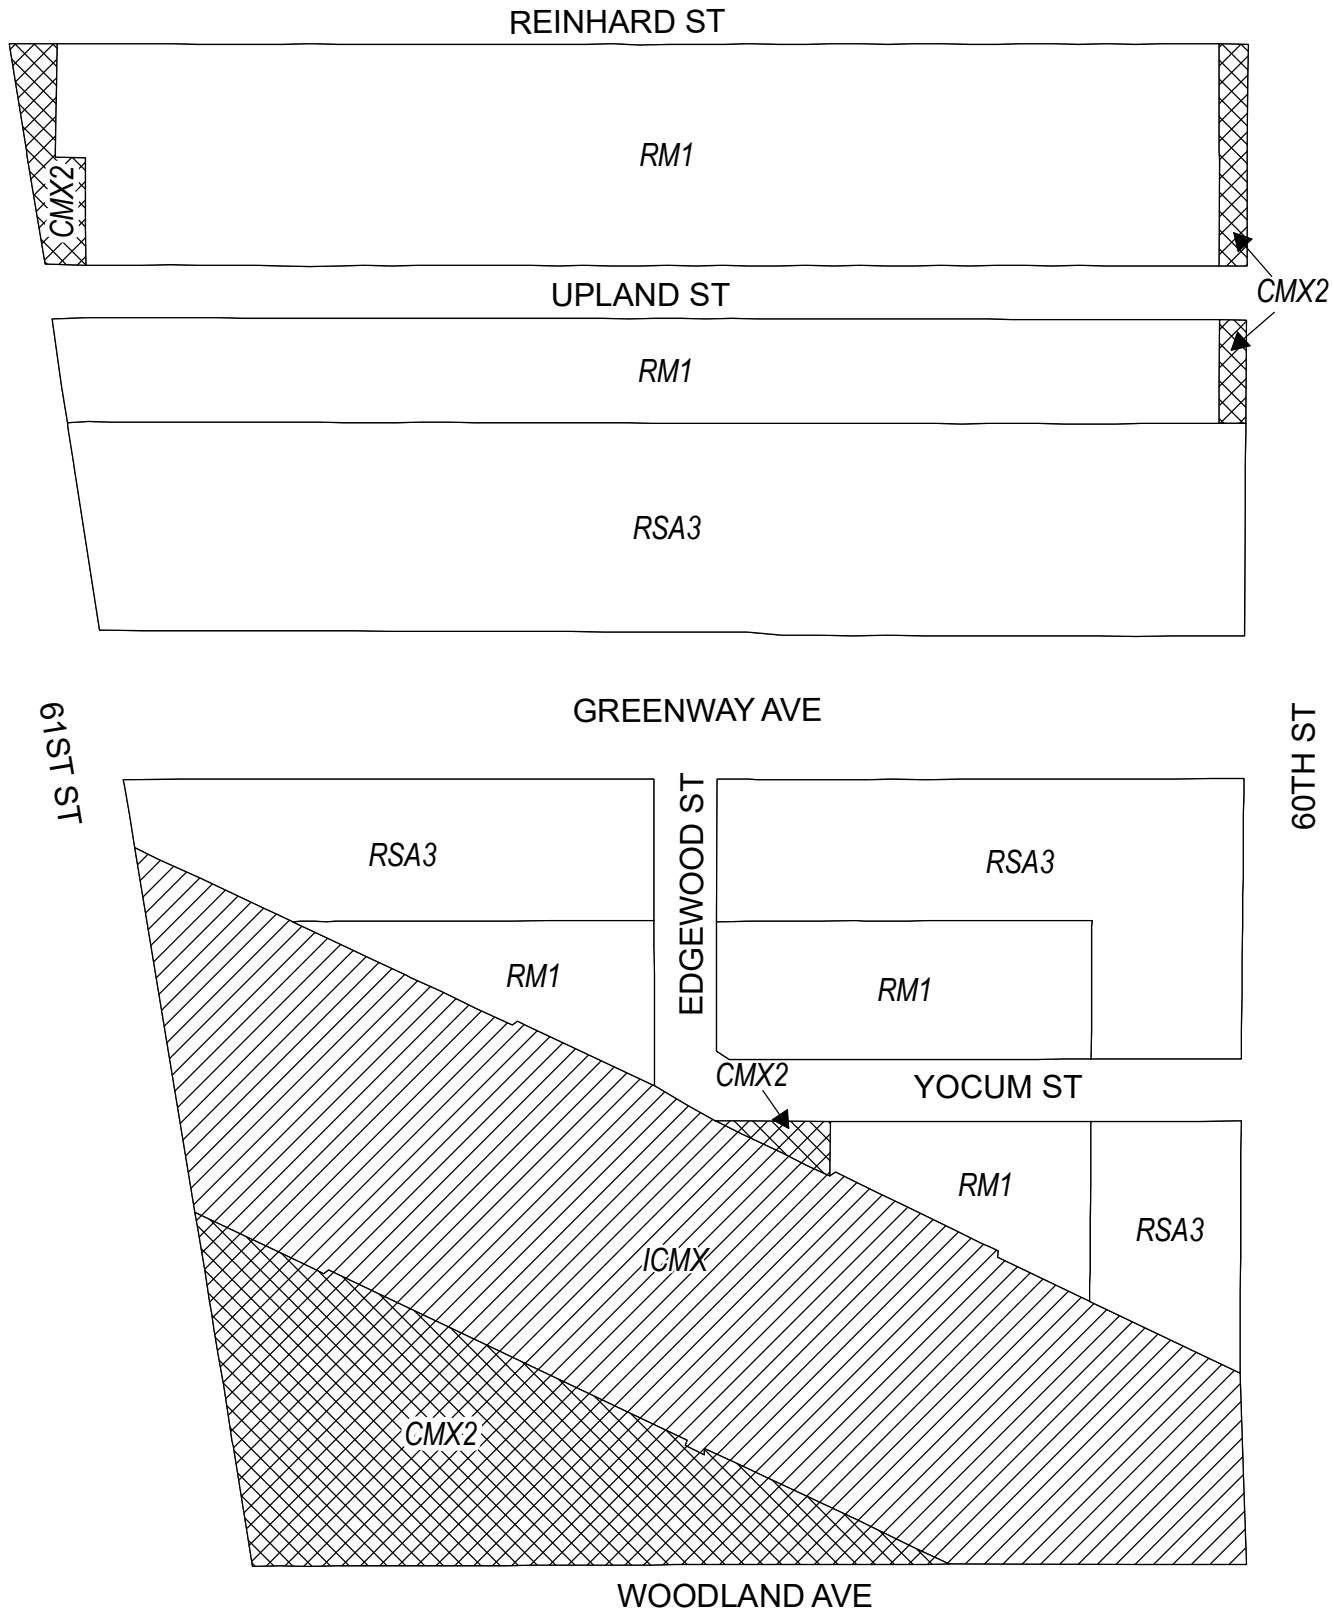 REINHARD ST
RM1
CMX2
UPLAND ST
CMX2
RM1
RSA3
61ST ST
GREENWAY AVE
60TH ST
EDGEWOOD ST
RSA3
RSA3
RM1
RM1
CMX2
YOCUM ST
RM1
RSA3
ICMX
CMX2
WOODLAND AVE